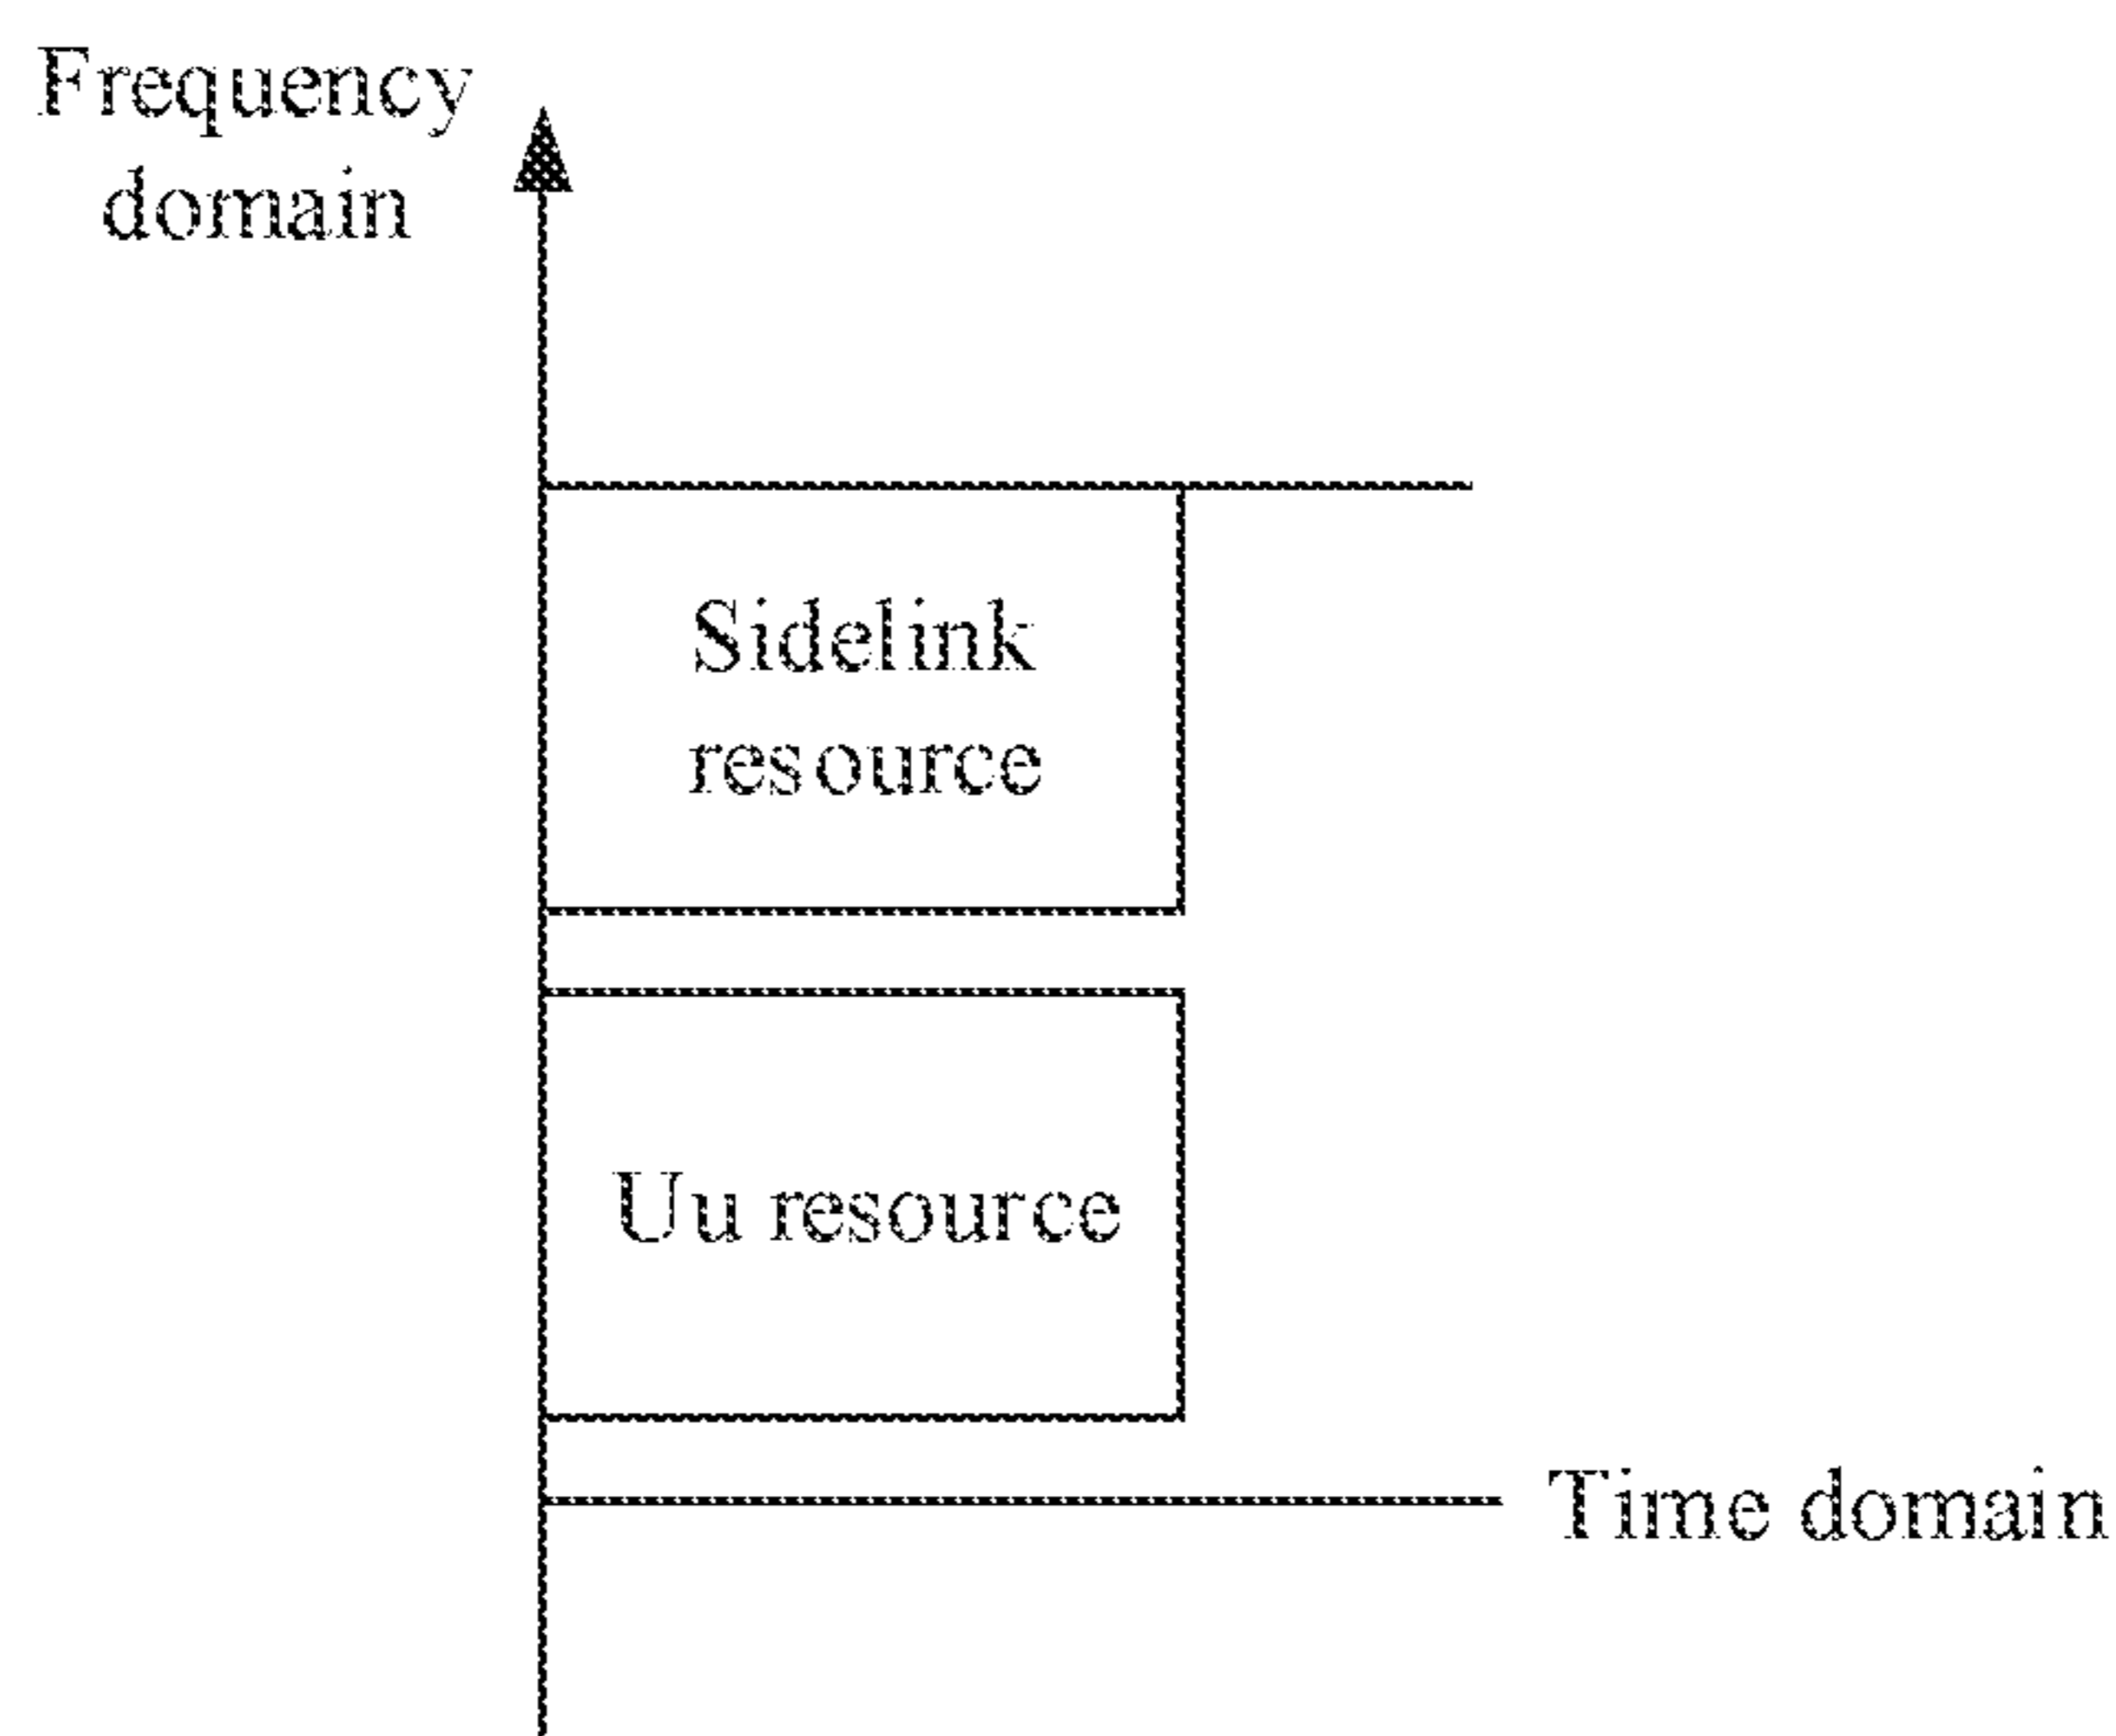 Frequency
domain
Sidelink
resource
Uu resource
Time domain